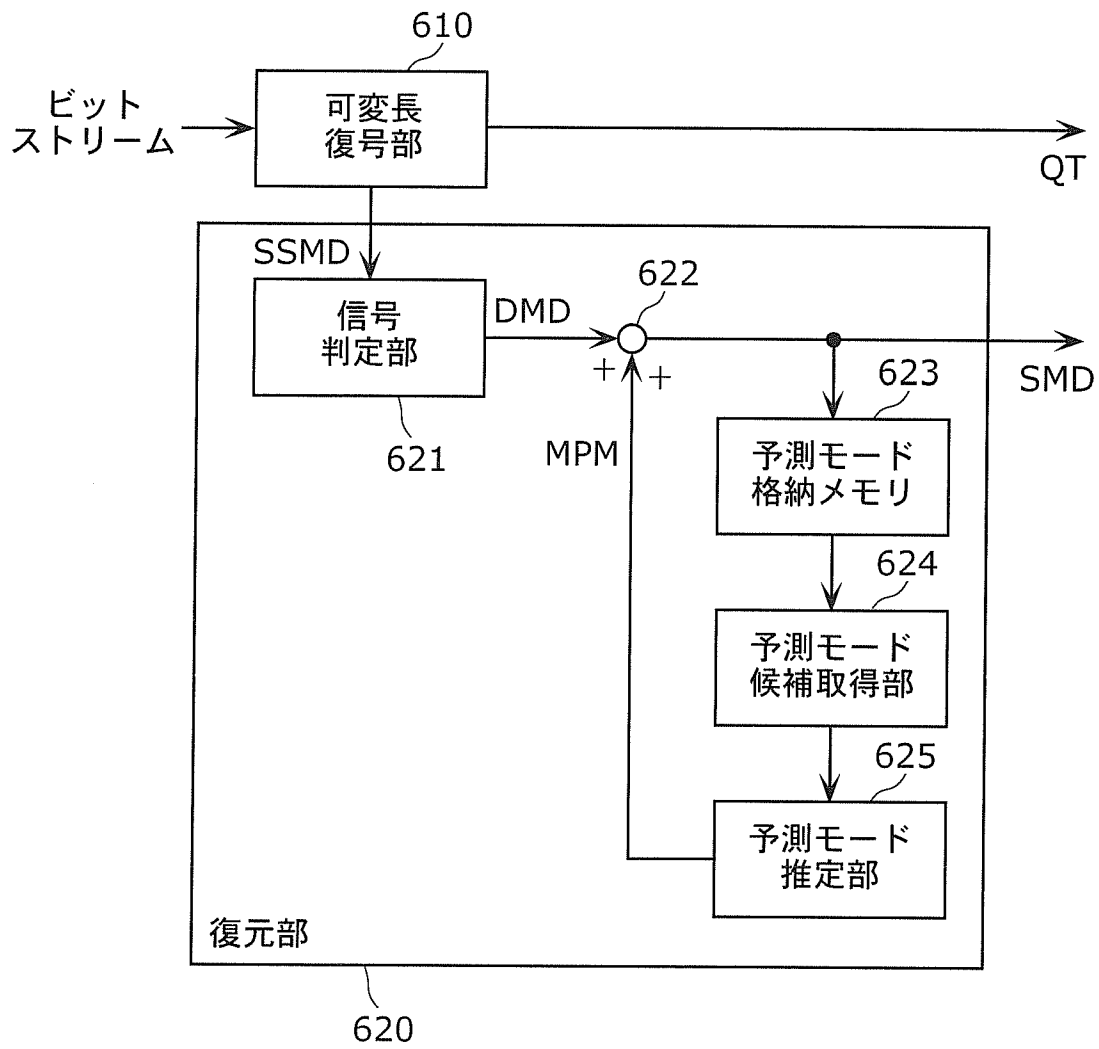 610
ビット
ストリーム
可変長
復号部
QT
SSMD
信号
判定部
621
DMD
622
+ +
SMD
MPM
623
予測モード
格納メモリ
624
予測モード
候補取得部
625
予測モード
推定部
復元部
620